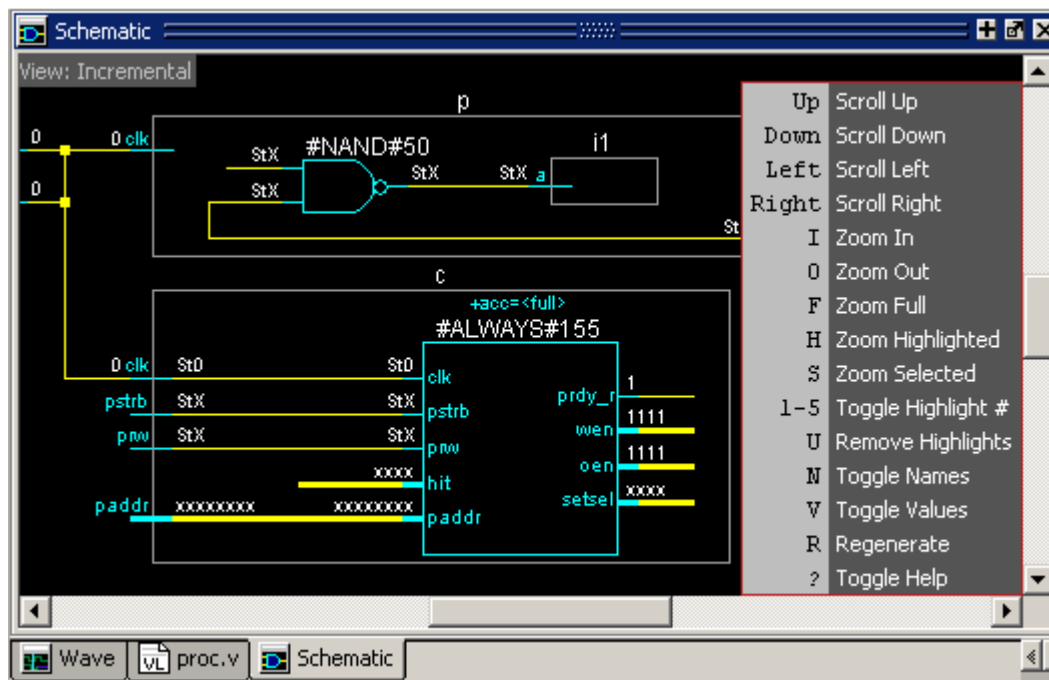 Schematic
View: Incremental
p
0
0 clk
StX
#NAND#50
StX
StX a
i1
0
StX
St
c
+acc=<full>
#ALWAYS#155
0 clk
St0
St0
clk
pstrb
StX
StX
pstrb
prw
StX
StX
prw
xxxx
hit
paddr
xxxxxxxx
xxxxxxxx
paddr
prdy_r
1
wen
1111
oen
1111
setsel
xxxx
Up Scroll Up
Down Scroll Down
Left Scroll Left
Right Scroll Right
I Zoom In
O Zoom Out
F Zoom Full
H Zoom Highlighted
S Zoom Selected
1-5 Toggle Highlight #
U Remove Highlights
N Toggle Names
V Toggle Values
R Regenerate
? Toggle Help
Wave
VL
proc.v
Schematic